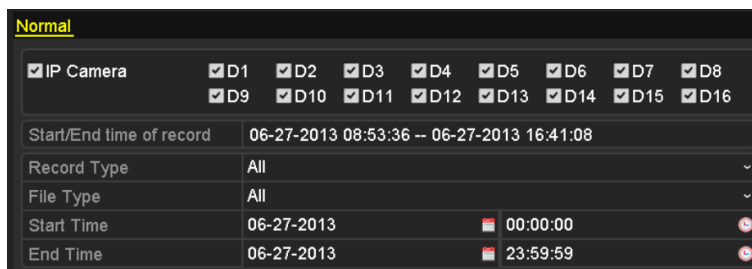 Normal
IP Camera D1 D2 D3 D4 D5 D6 D7 D8
D9 D10 D11 D12 D13 D14 D15 D16
Start/End time of record 06-27-2013 08:53:36 -- 06-27-2013 16:41:08
Record Type All
File Type All
Start Time 06-27-2013 00:00:00
End Time 06-27-2013 23:59:59